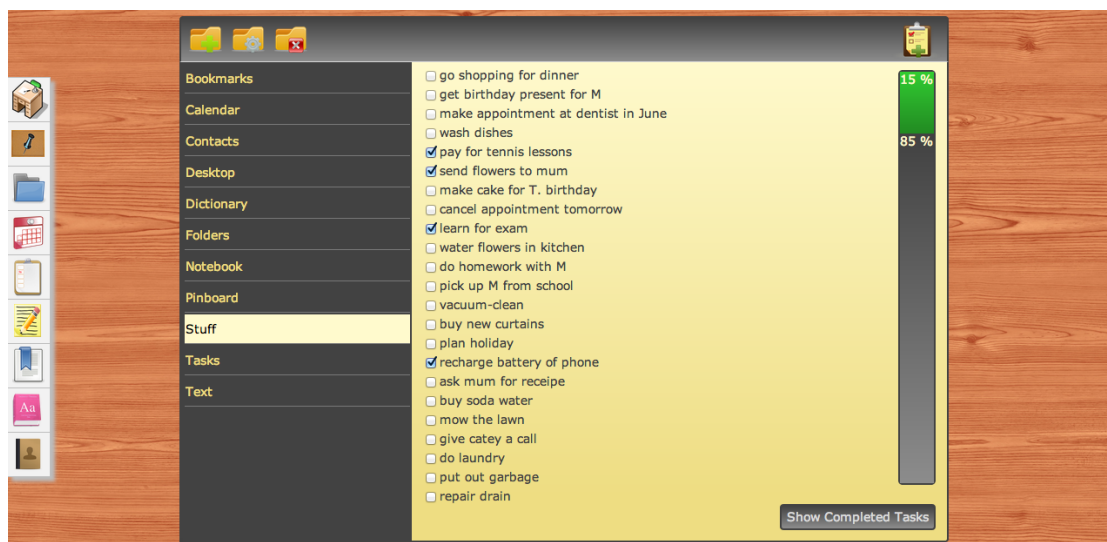 Bookmarks
Calendar
Contacts
Desktop
Dictionary
Folders
Notebook
Pinboard
Stuff
Tasks
Text
go shopping for dinner
get birthday present for M
make appointment at dentist in June
wash dishes
pay for tennis lessons
send flowers to mum
make cake for T. birthday
cancel appointment tomorrow
learn for exam
water flowers in kitchen
do homework with M
pick up M from school
vacuum-clean
buy new curtains
plan holiday
recharge battery of phone
ask mum for receipe
buy soda water
mow the lawn
give catey a call
do laundry
put out garbage
repair drain
15 %
85 %
Show Completed Tasks
Aa